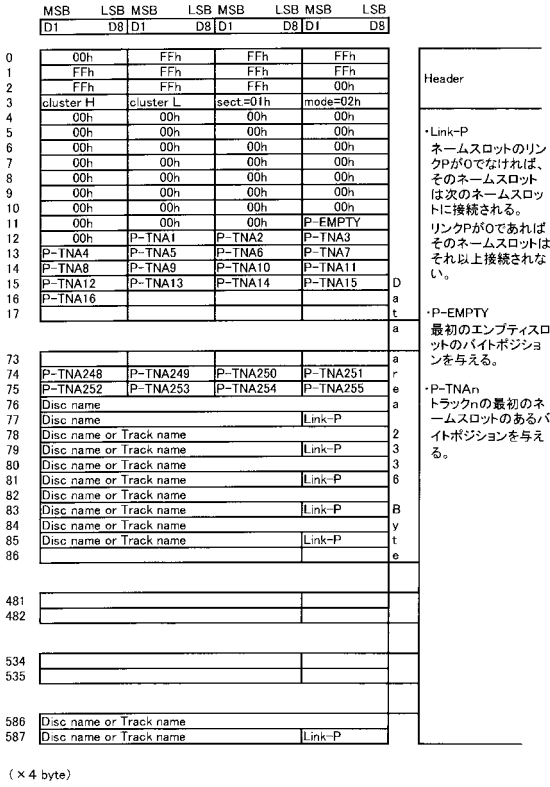 MSB LSB MSB LSB MSB LSB
D1 D8 D1 D8 D1 D8
0 00h FFh FFh FFh
1 FFh FFh FFh FFh
2 FFh FFh FFh 00h
3 cluster H cluster L sect.=01h mode=02h
4 00h 00h 00h 00h
5 00h 00h 00h 00h
6 00h 00h 00h 00h
7 00h 00h 00h 00h
8 00h 00h 00h 00h
9 00h 00h 00h 00h
10 00h 00h 00h 00h
11 00h 00h 00h P-EMPTY
12 00h P-TNA1 P-TNA2 P-TNA3
13 P-TNA4 P-TNA5 P-TNA6 P-TNA7
14 P-TNA8 P-TNA9 P-TNA10 P-TNA11
15 P-TNA12 P-TNA13 P-TNA14 P-TNA15
16 P-TNA16
17
73
74 P-TNA248 P-TNA249 P-TNA250 P-TNA251
75 P-TNA252 P-TNA253 P-TNA254 P-TNA255
76 Disc name
77 Disc name Link-P
78 Disc name or Track name
79 Disc name or Track name Link-P
80 Disc name or Track name
81 Disc name or Track name Link-P
82 Disc name or Track name
83 Disc name or Track name Link-P
84 Disc name or Track name
85 Disc name or Track name Link-P
86
481
482
534
535
586 Disc name or Track name
587 Disc name or Track name Link-P
(×4 byte)
D
a
t
a
a
r
e
a
2
3
3
6
B
y
t
e
Header
・Link-P
ネームスロットのリン
クPが0でなければ、
そのネームスロット
は次のネームスロッ
トに接続される。
リンクPが0であれば
そのネームスロットは
それ以上接続されな
い。
・P-EMPTY
最初のエンプティスロ
ットのバイトポジショ
ンを与える。
・P-TNAn
トラックnの最初のネ
ームスロットのあるバ
イトポジションを与え
る。